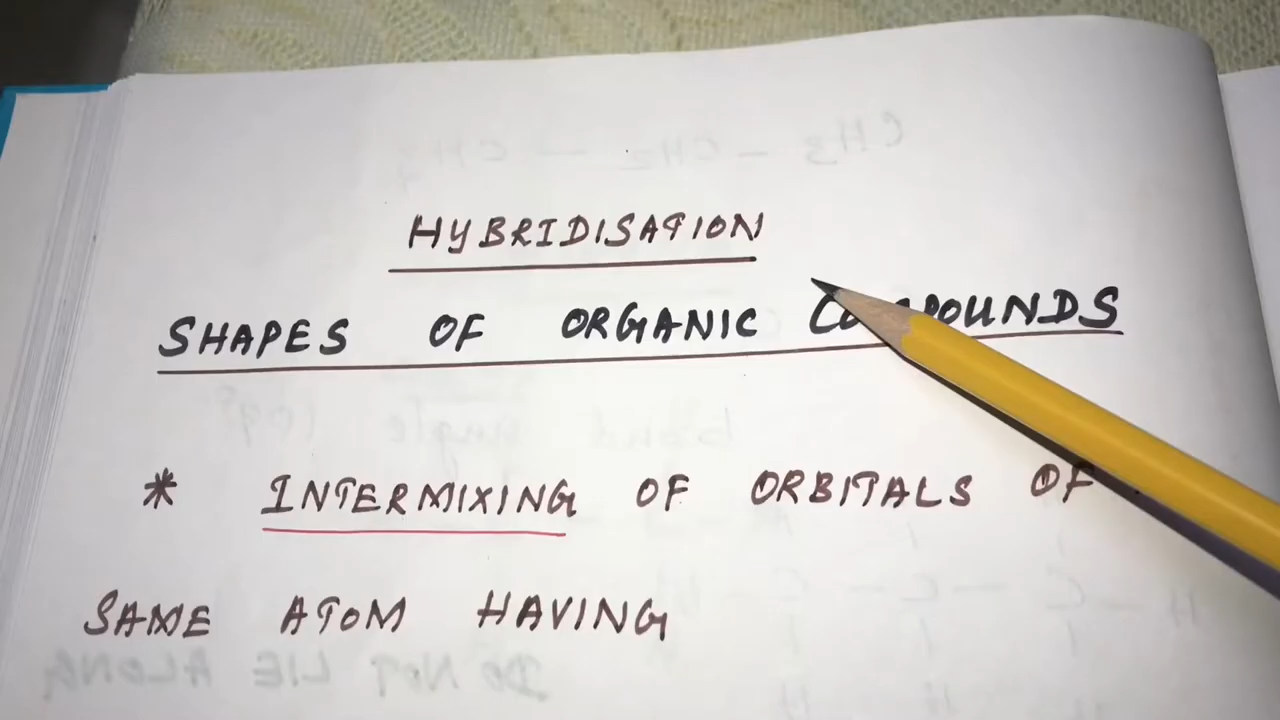 HYBRIDISATION
SHAPES OF ORGANIC COMPOUNDS
* INTERMIXING OF ORBITALS OF
SAME ATOM HAVING